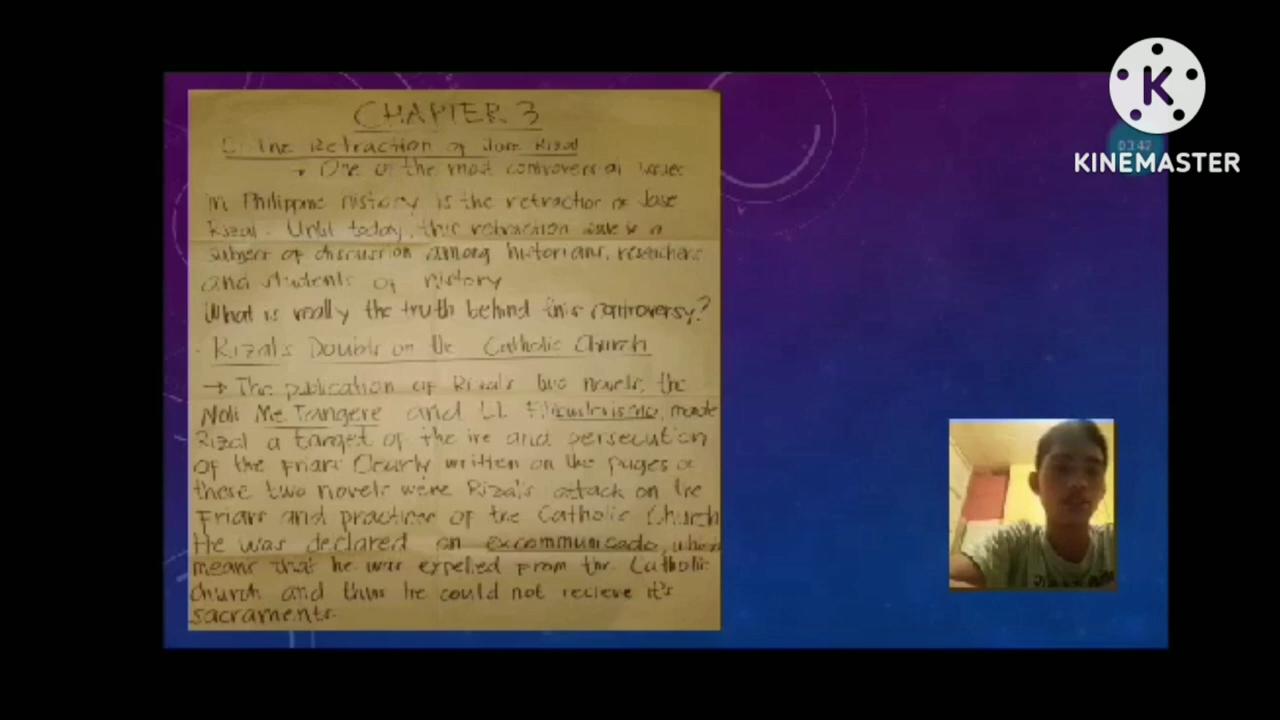 CHAPTER 3
The Retraction of Jose Rizal
→ One of the most controversial issues
in Philippine history is the retraction of Jose
Rizal. Until today, this retraction issue is a
subject of discussion among historians, reseachers
and students of history
What is really the truth behind this controversy?
Rizal's Doubts on the Catholic Church
→ The publication of Rizal's two novels, the
Noli Me Tangere and El Filibusterismo, made
Rizal a target of the ire and persecution
of the Friars Clearly written on the pages of
these two novels were Rizal's attack on the
Friars and practices of the Catholic Church
He was declared an excommunicado, which
means that he was expelled from the Catholic
church and thus he could not recieve it's
sacraments.
03:42
KINEMASTER